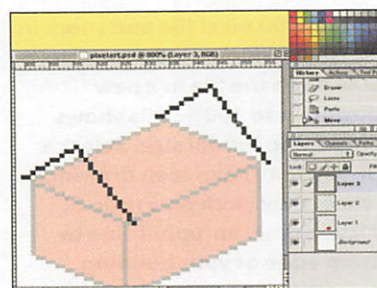 pixelart.psd @ 800% (Layer 3, RGB)
History
Actions
Eraser
Lasso
Paste
Move
Layers
Channels
Paths
Normal
Opacity
Lock:
Layer 3
Layer 2
Layer 1
Background